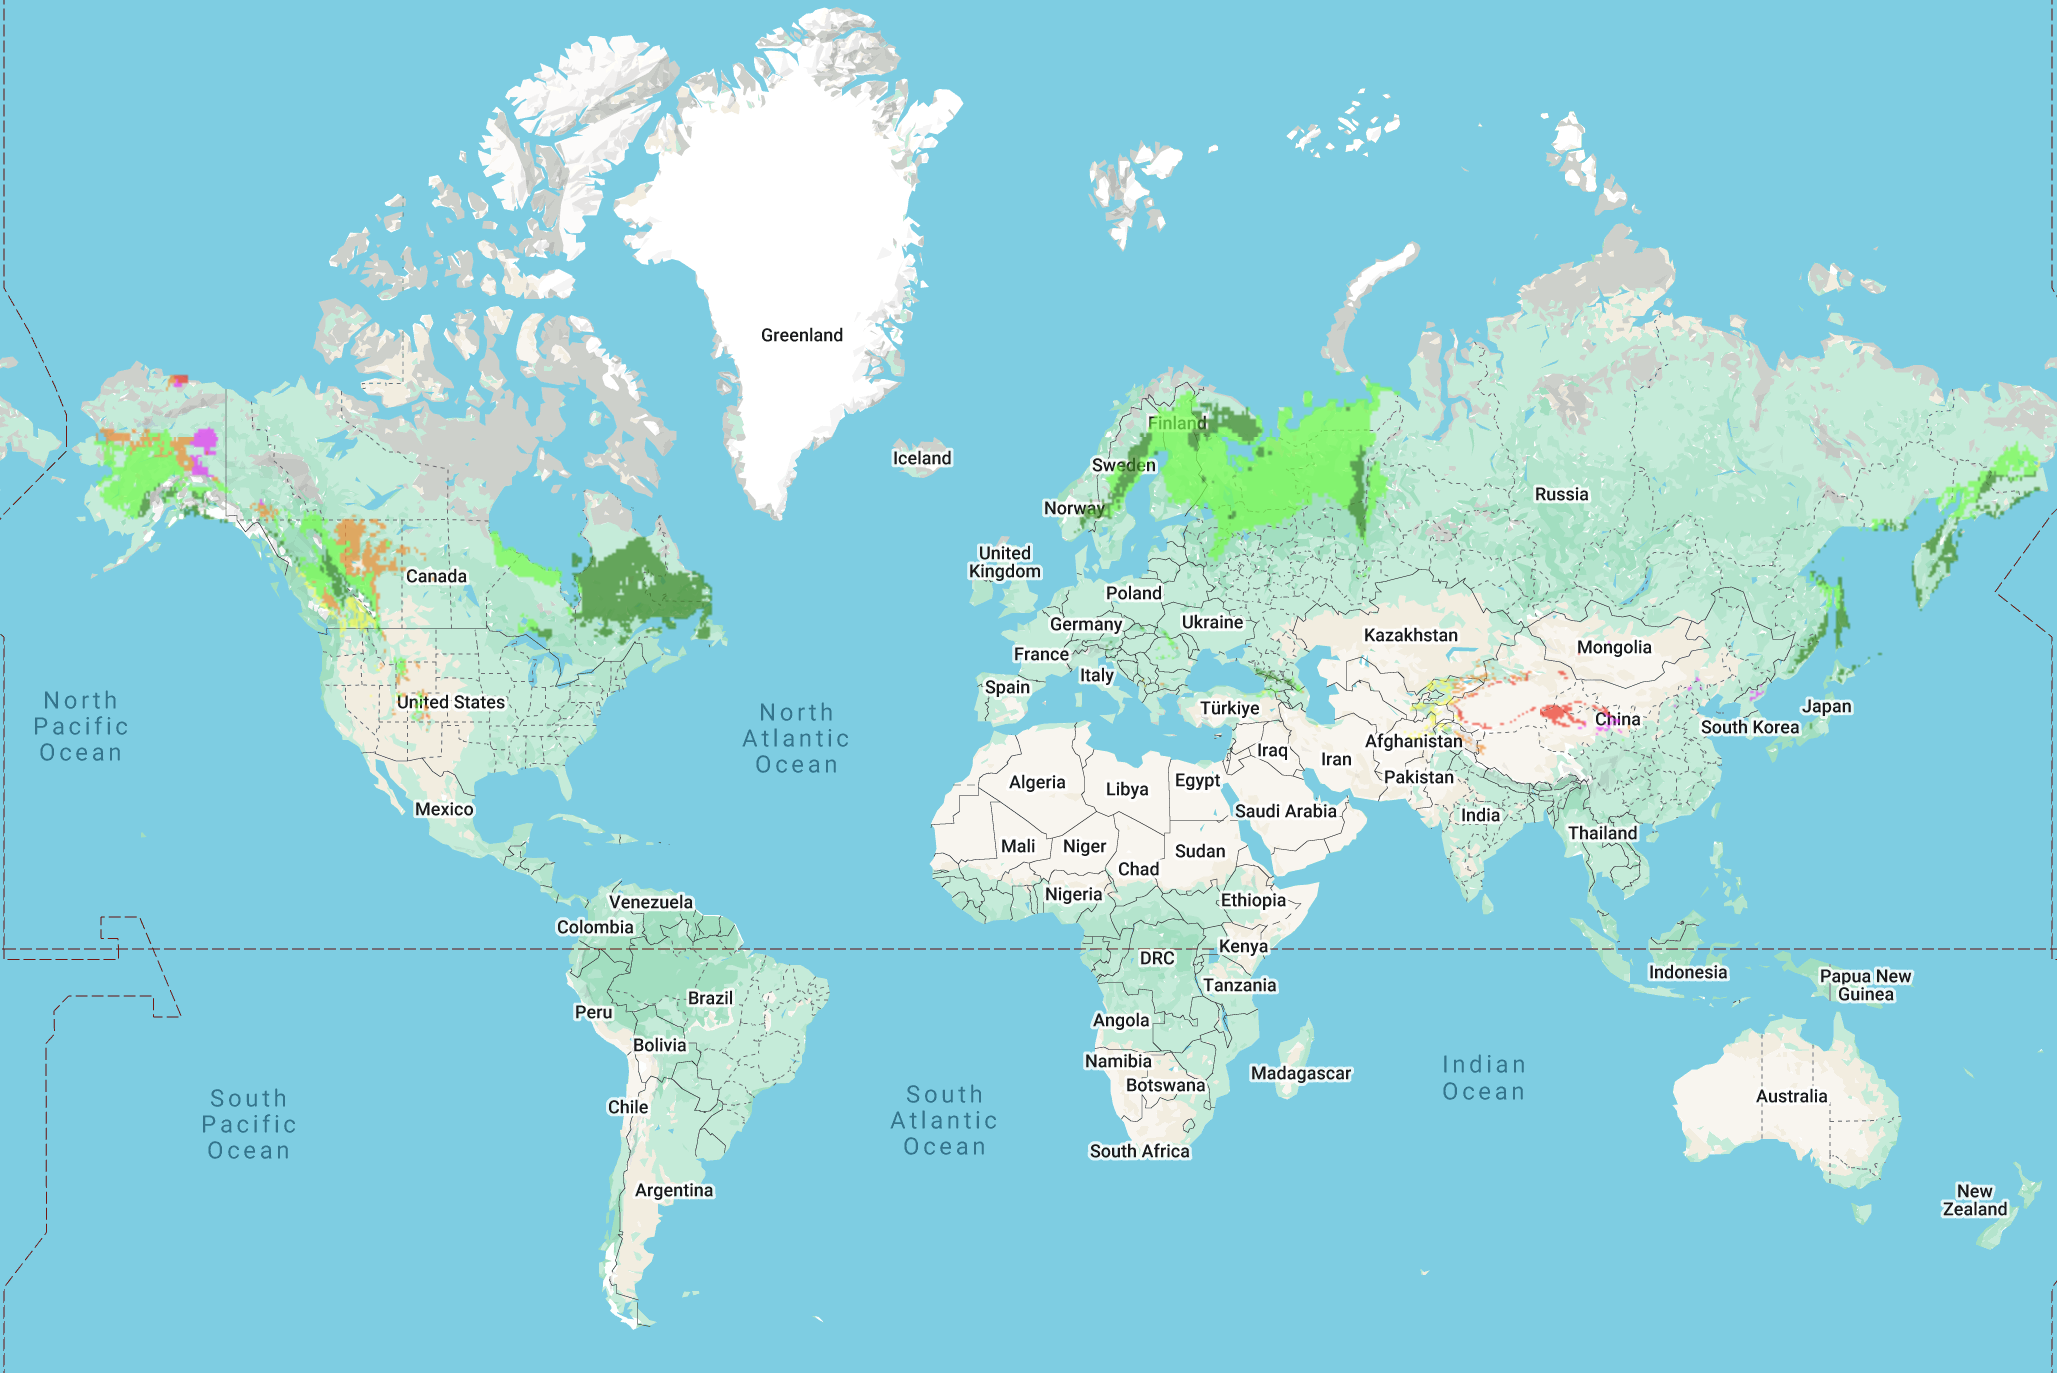 Greenland
Iceland
Finland
Sweden
Norway
Russia
United
Kingdom
Canada
Poland
Germany
Ukraine
Kazakhstan
Mongolia
France
Italy
Spain
United States
Türkiye
China
Japan
South Korea
North
Pacific
Ocean
North
Atlantic
Ocean
Afghanistan
Iraq
Iran
Pakistan
Algeria
Libya
Egypt
Saudi Arabia
India
Mexico
Thailand
Mali
Niger
Sudan
Chad
Nigeria
Ethiopia
Venezuela
Colombia
Kenya
DRC
Indonesia
Papua New
Guinea
Tanzania
Brazil
Peru
Angola
Bolivia
Namibia
Botswana
Madagascar
Indian
Ocean
Australia
Chile
South
Pacific
Ocean
South
Atlantic
Ocean
South Africa
Argentina
New
Zealand